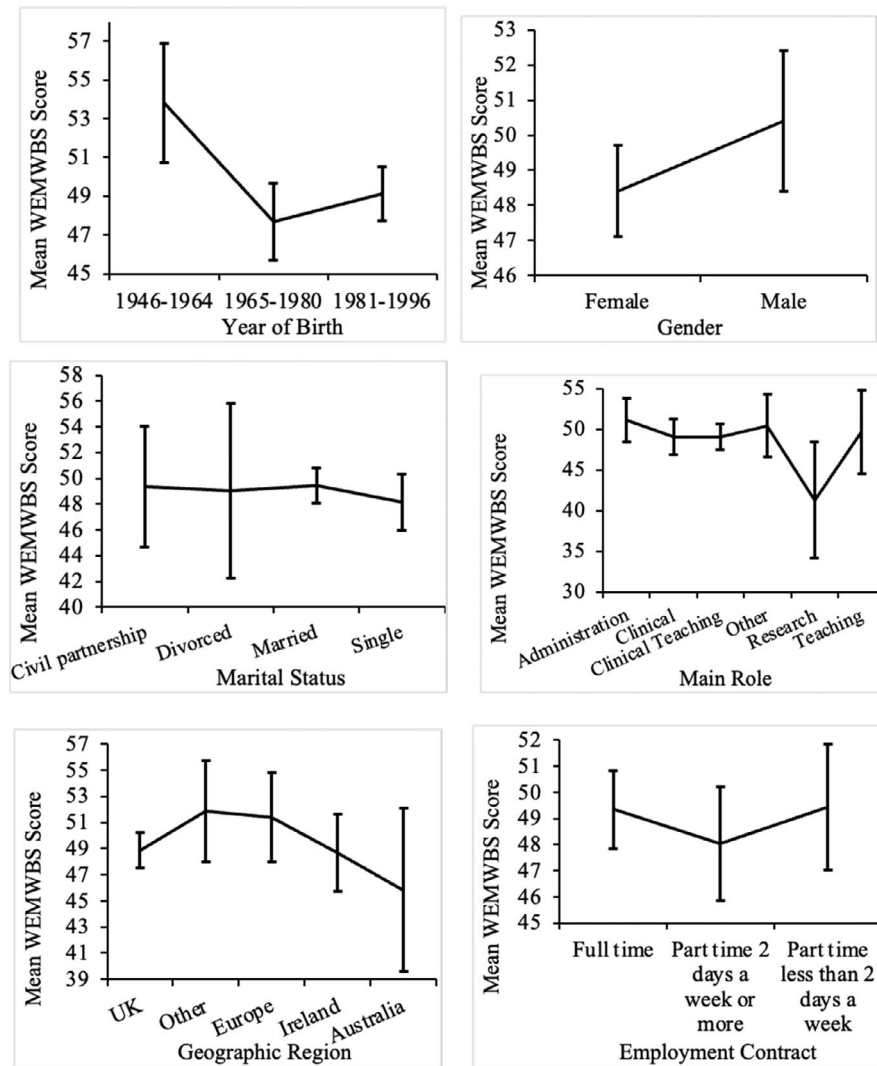 Mean WEMWBS Score
57
55
53
51
49
47
45
1946-1964 1965-1980 1981-1996
Year of Birth
Mean WEMWBS Score
53
52
51
50
49
48
47
46
Female Male
Gender
Mean WEMWBS Score
58
56
54
52
50
48
46
44
42
40
Civil partnership Divorced Married Single
Marital Status
Mean WEMWBS Score
55
50
45
40
35
30
Administration Clinical Clinical Teaching Other Research Teaching
Main Role
Mean WEMWBS Score
57
55
53
51
49
47
45
43
41
39
UK Other Europe Ireland Australia
Geographic Region
Mean WEMWBS Score
52
51
50
49
48
47
46
45
Full time Part time 2 Part time
days a less than 2
week or days a
more week
Employment Contract